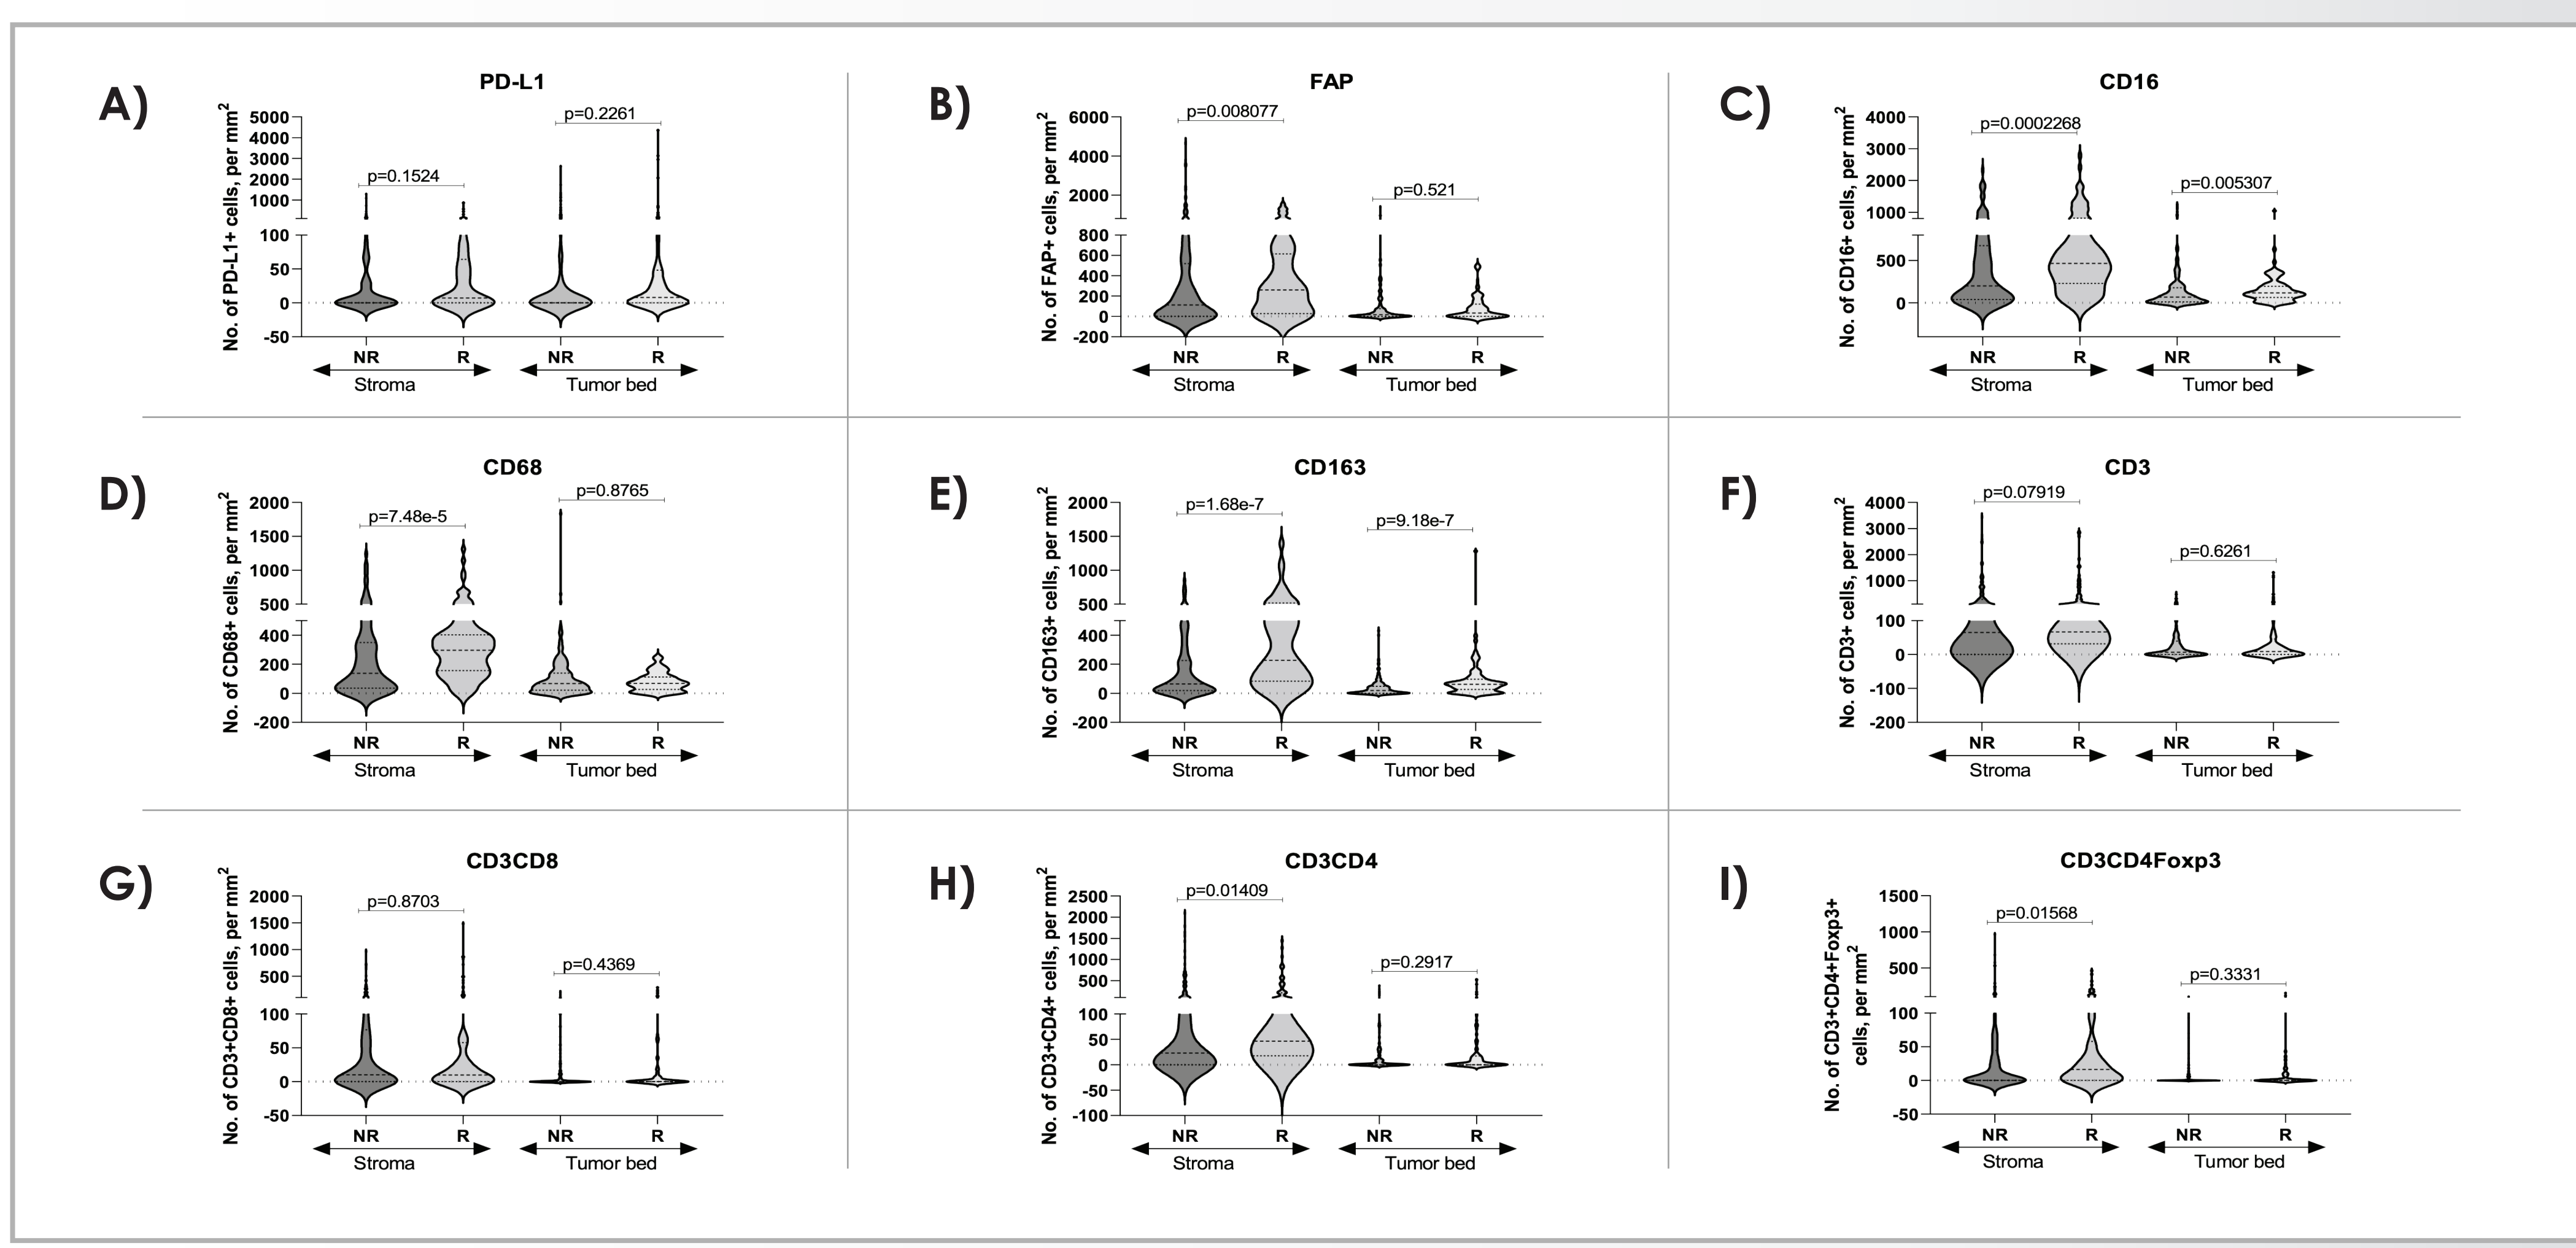 A)
PD-L1
No. of PD-L1+ cells, per mm2
5000
4000
3000
2000
1000
100
50
0
-50
p=0.1524
p=0.2261
NR R NR R
Stroma Tumor bed
B)
FAP
No. of FAP+ cells, per mm2
6000
4000
2000
800
600
400
200
0
-200
p=0.008077
p=0.521
NR R NR R
Stroma Tumor bed
C)
CD16
No. of CD16+ cells, per mm2
4000
3000
2000
1000
500
0
p=0.0002268
p=0.005307
NR R NR R
Stroma Tumor bed
D)
CD68
No. of CD68+ cells, per mm2
2000
1500
1000
500
400
200
0
-200
p=7.48e-5
p=0.8765
NR R NR R
Stroma Tumor bed
E)
CD163
No. of CD163+ cells, per mm2
2000
1500
1000
500
400
200
0
-200
p=1.68e-7
p=9.18e-7
NR R NR R
Stroma Tumor bed
F)
CD3
No. of CD3+ cells, per mm2
4000
3000
2000
1000
100
0
-100
-200
p=0.07919
p=0.6261
NR R NR R
Stroma Tumor bed
G)
CD3CD8
No. of CD3+CD8+ cells, per mm2
2000
1500
1000
500
100
50
0
-50
p=0.8703
p=0.4369
NR R NR R
Stroma Tumor bed
H)
CD3CD4
No. of CD3+CD4+ cells, per mm2
2500
2000
1500
1000
500
100
50
0
-50
-100
p=0.01409
p=0.2917
NR R NR R
Stroma Tumor bed
I)
CD3CD4Foxp3
No. of CD3+CD4+Foxp3+
cells, per mm2
1500
1000
500
100
50
0
-50
p=0.01568
p=0.3331
NR R NR R
Stroma Tumor bed